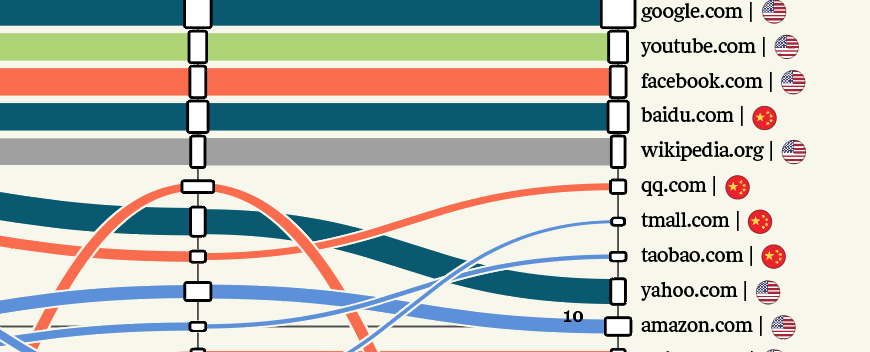 google.com |
youtube.com |
facebook.com |
baidu.com |
wikipedia.org |
qq.com |
tmall.com |
taobao.com |
yahoo.com |
10
amazon.com |